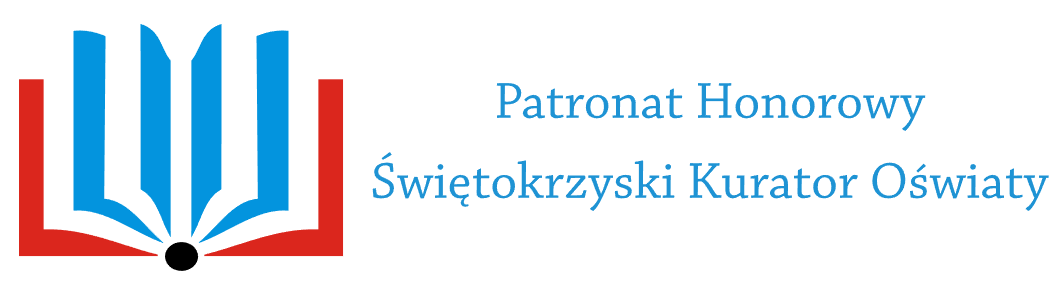 Patronat Honorowy
Świętokrzyski Kurator Oświaty